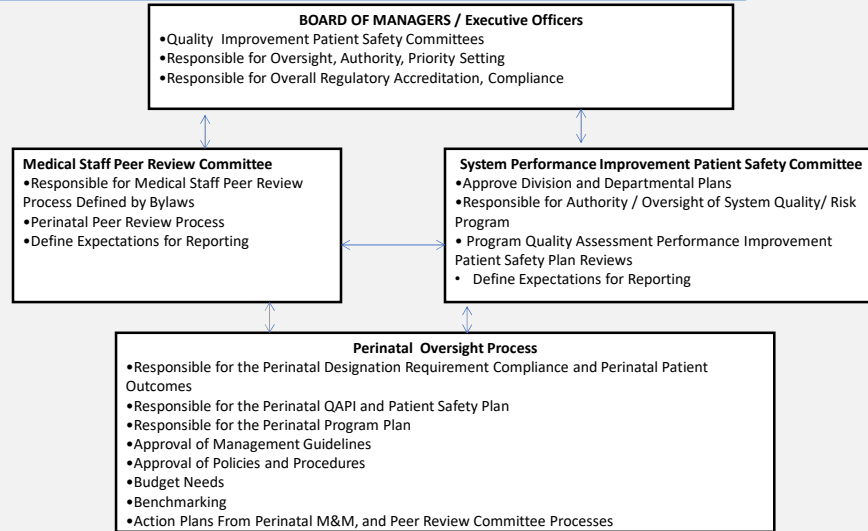 BOARD OF MANAGERS / Executive Officers
•Quality Improvement Patient Safety Committees
•Responsible for Oversight, Authority, Priority Setting
•Responsible for Overall Regulatory Accreditation, Compliance
Medical Staff Peer Review Committee
•Responsible for Medical Staff Peer Review
Process Defined by Bylaws
•Perinatal Peer Review Process
•Define Expectations for Reporting
System Performance Improvement Patient Safety Committee
•Approve Division and Departmental Plans
•Responsible for Authority / Oversight of System Quality/ Risk
Program
• Program Quality Assessment Performance Improvement
Patient Safety Plan Reviews
• Define Expectations for Reporting
Perinatal Oversight Process
•Responsible for the Perinatal Designation Requirement Compliance and Perinatal Patient
Outcomes
•Responsible for the Perinatal QAPI and Patient Safety Plan
•Responsible for the Perinatal Program Plan
•Approval of Management Guidelines
•Approval of Policies and Procedures
•Budget Needs
•Benchmarking
•Action Plans From Perinatal M&M, and Peer Review Committee Processes